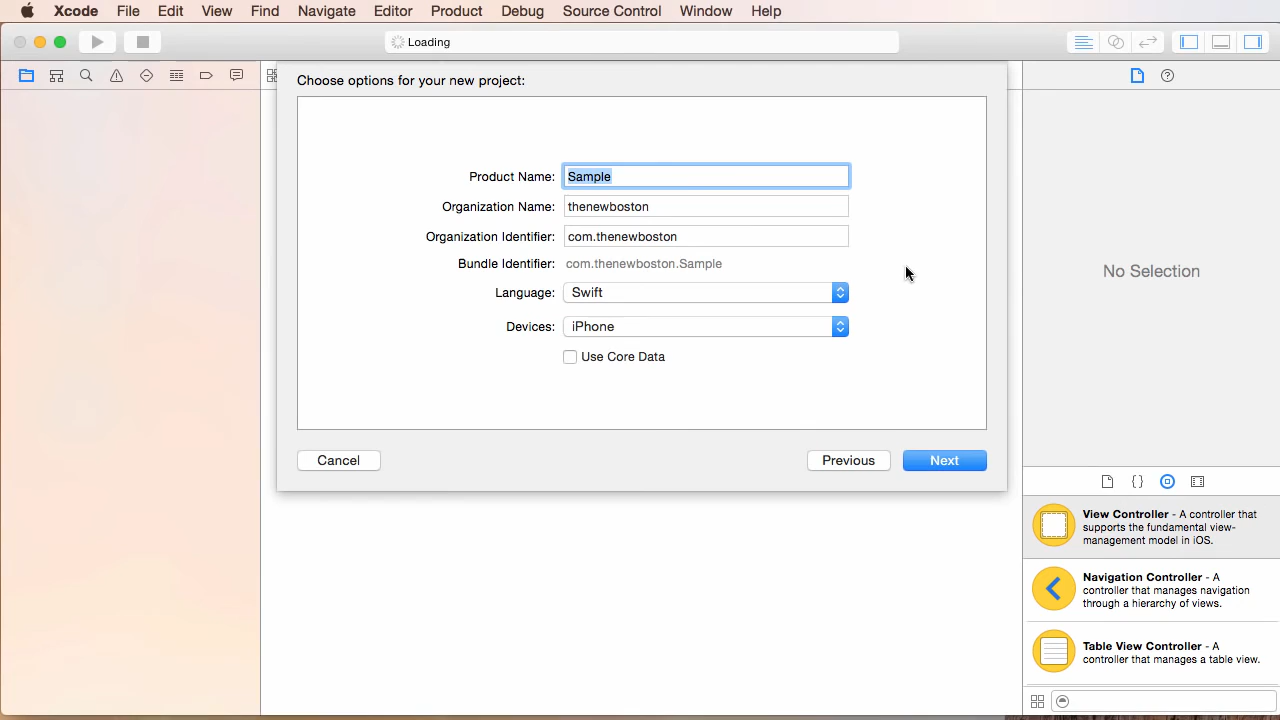 Xcode File Edit View Find Navigate Editor Product Debug Source Control Window Help
Loading
Choose options for your new project:
Product Name: Sample
Organization Name: thenewboston
Organization Identifier: com.thenewboston
Bundle Identifier: com.thenewboston.Sample
Language: Swift
Devices: iPhone
Use Core Data
Cancel Previous Next
No Selection
View Controller - A controller that
supports the fundamental view-
management model in iOS.
Navigation Controller - A
controller that manages navigation
through a hierarchy of views.
Table View Controller - A
controller that manages a table view.